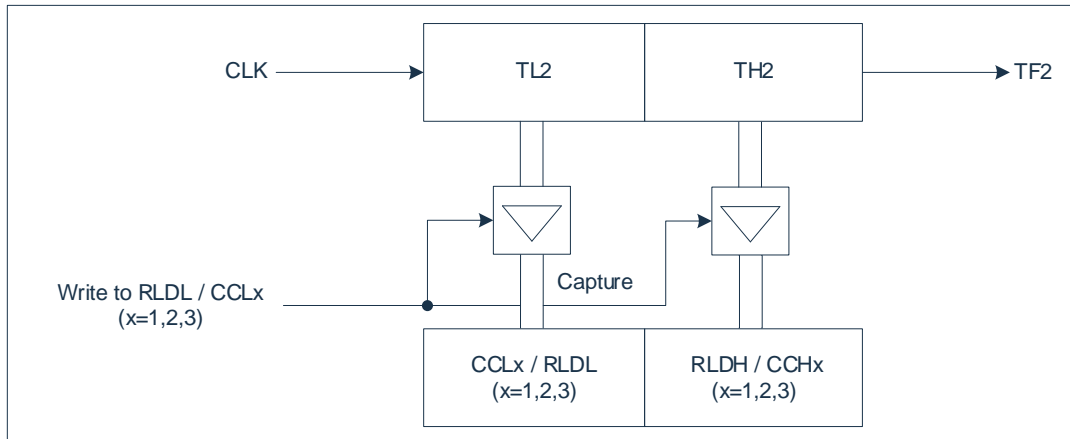 CLK
TL2
TH2
TF2
Capture
Write to RLDL / CCLx
(x=1,2,3)
CCLx / RLDL
(x=1,2,3)
RLDH / CCHx
(x=1,2,3)